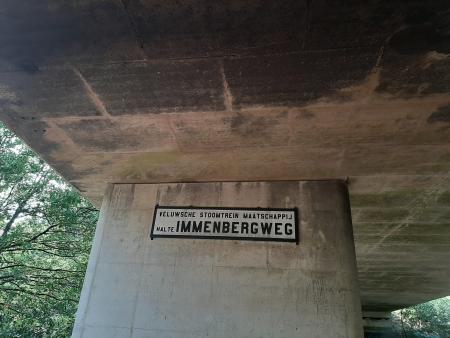 VELUWSCHE STOOMTREIN MAATSCHAPPIJ
HALTE IMMENBERGWEG